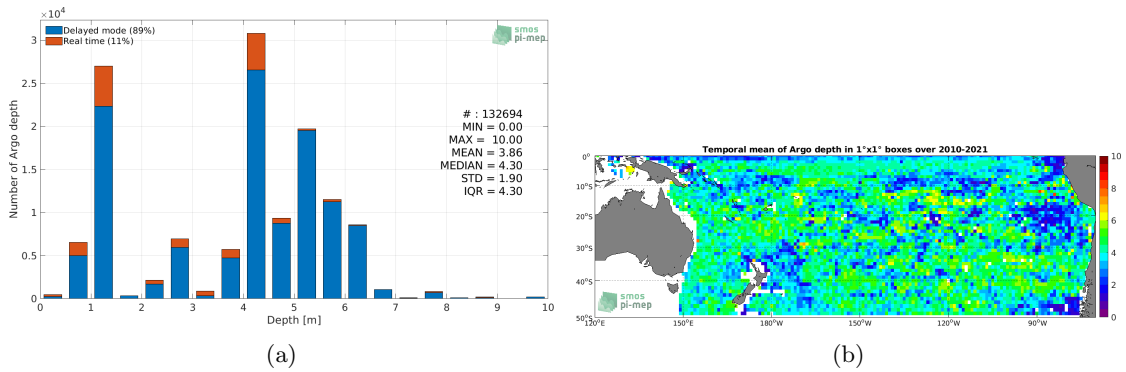 ×10⁴
Delayed mode (89%)
Real time (11%)
smos
pi-mep
3
2.5
2
1.5
1
0.5
0
Number of Argo depth
# : 132694
MIN = 0.00
MAX = 10.00
MEAN = 3.86
MEDIAN = 4.30
STD = 1.90
IQR = 4.30
1 2 3 4 5 6 7 8 9 10
Depth [m]
(a)
Temporal mean of Argo depth in 1°x1° boxes over 2010-2021
0°
10°S
20°S
30°S
40°S
50°S
120°E 150°E 180°W 150°W 120°W 90°W
smos
pi-mep
10
8
6
4
2
0
(b)